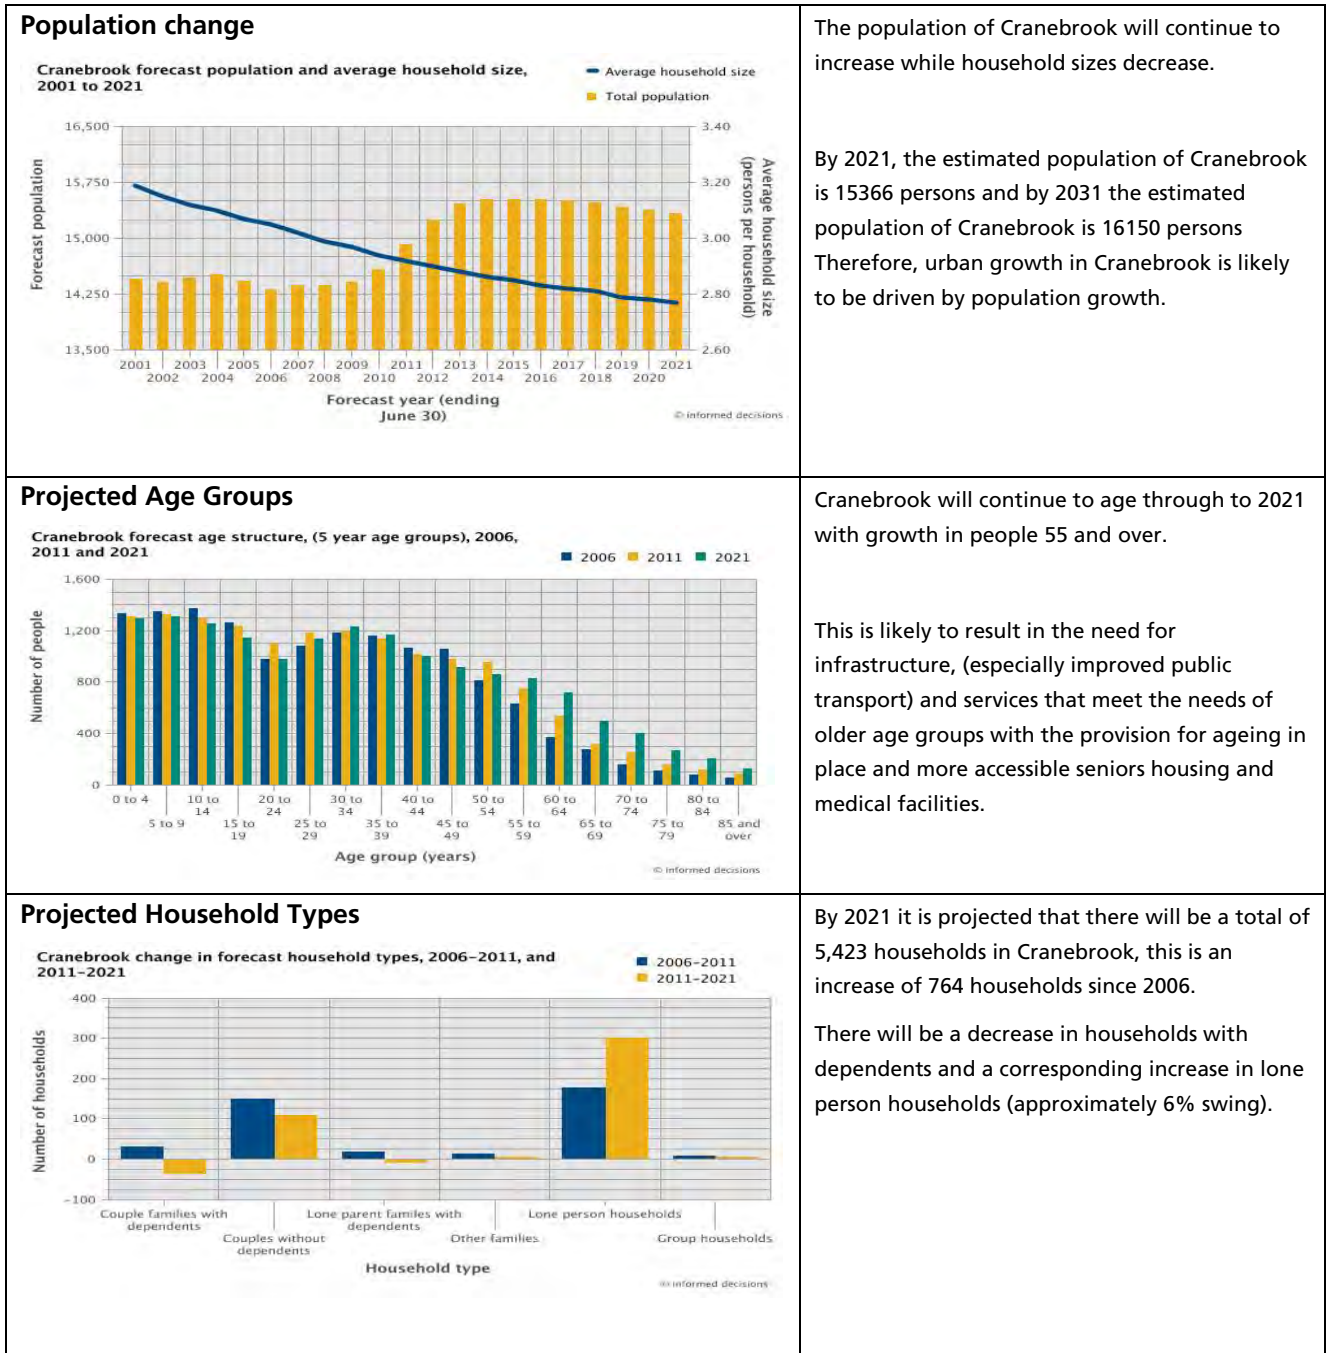 Population change
Cranebrook forecast population and average household size,
2001 to 2021
Average household size
Total population
16,500
15,750
15,000
14,250
13,500
3.40
3.20
3.00
2.80
2.60
Forecast population
Average household size
(persons per household)
2001 2003 2005 2007 2009 2011 2013 2015 2017 2019 2021
2002 2004 2006 2008 2010 2012 2014 2016 2018 2020
Forecast year (ending
June 30)
© informed decisions
The population of Cranebrook will continue to
increase while household sizes decrease.
By 2021, the estimated population of Cranebrook
is 15366 persons and by 2031 the estimated
population of Cranebrook is 16150 persons
Therefore, urban growth in Cranebrook is likely
to be driven by population growth.
Projected Age Groups
Cranebrook forecast age structure, (5 year age groups), 2006,
2011 and 2021
2006 2011 2021
1,600
1,200
800
400
0
Number of people
0 to 4 10 to 14 20 to 24 30 to 34 40 to 44 50 to 54 60 to 64 70 to 74 80 to 84
5 to 9 15 to 19 25 to 29 35 to 39 45 to 49 55 to 59 65 to 69 75 to 79 85 and over
Age group (years)
© informed decisions
Cranebrook will continue to age through to 2021
with growth in people 55 and over.
This is likely to result in the need for
infrastructure, (especially improved public
transport) and services that meet the needs of
older age groups with the provision for ageing in
place and more accessible seniors housing and
medical facilities.
Projected Household Types
Cranebrook change in forecast household types, 2006-2011, and
2011-2021
2006-2011
2011-2021
400
300
200
100
0
-100
Number of households
Couple families with
dependents
Lone parent familes with
dependents
Lone person households
Couples without
dependents
Other families
Group households
Household type
© informed decisions
By 2021 it is projected that there will be a total of
5,423 households in Cranebrook, this is an
increase of 764 households since 2006.
There will be a decrease in households with
dependents and a corresponding increase in lone
person households (approximately 6% swing).